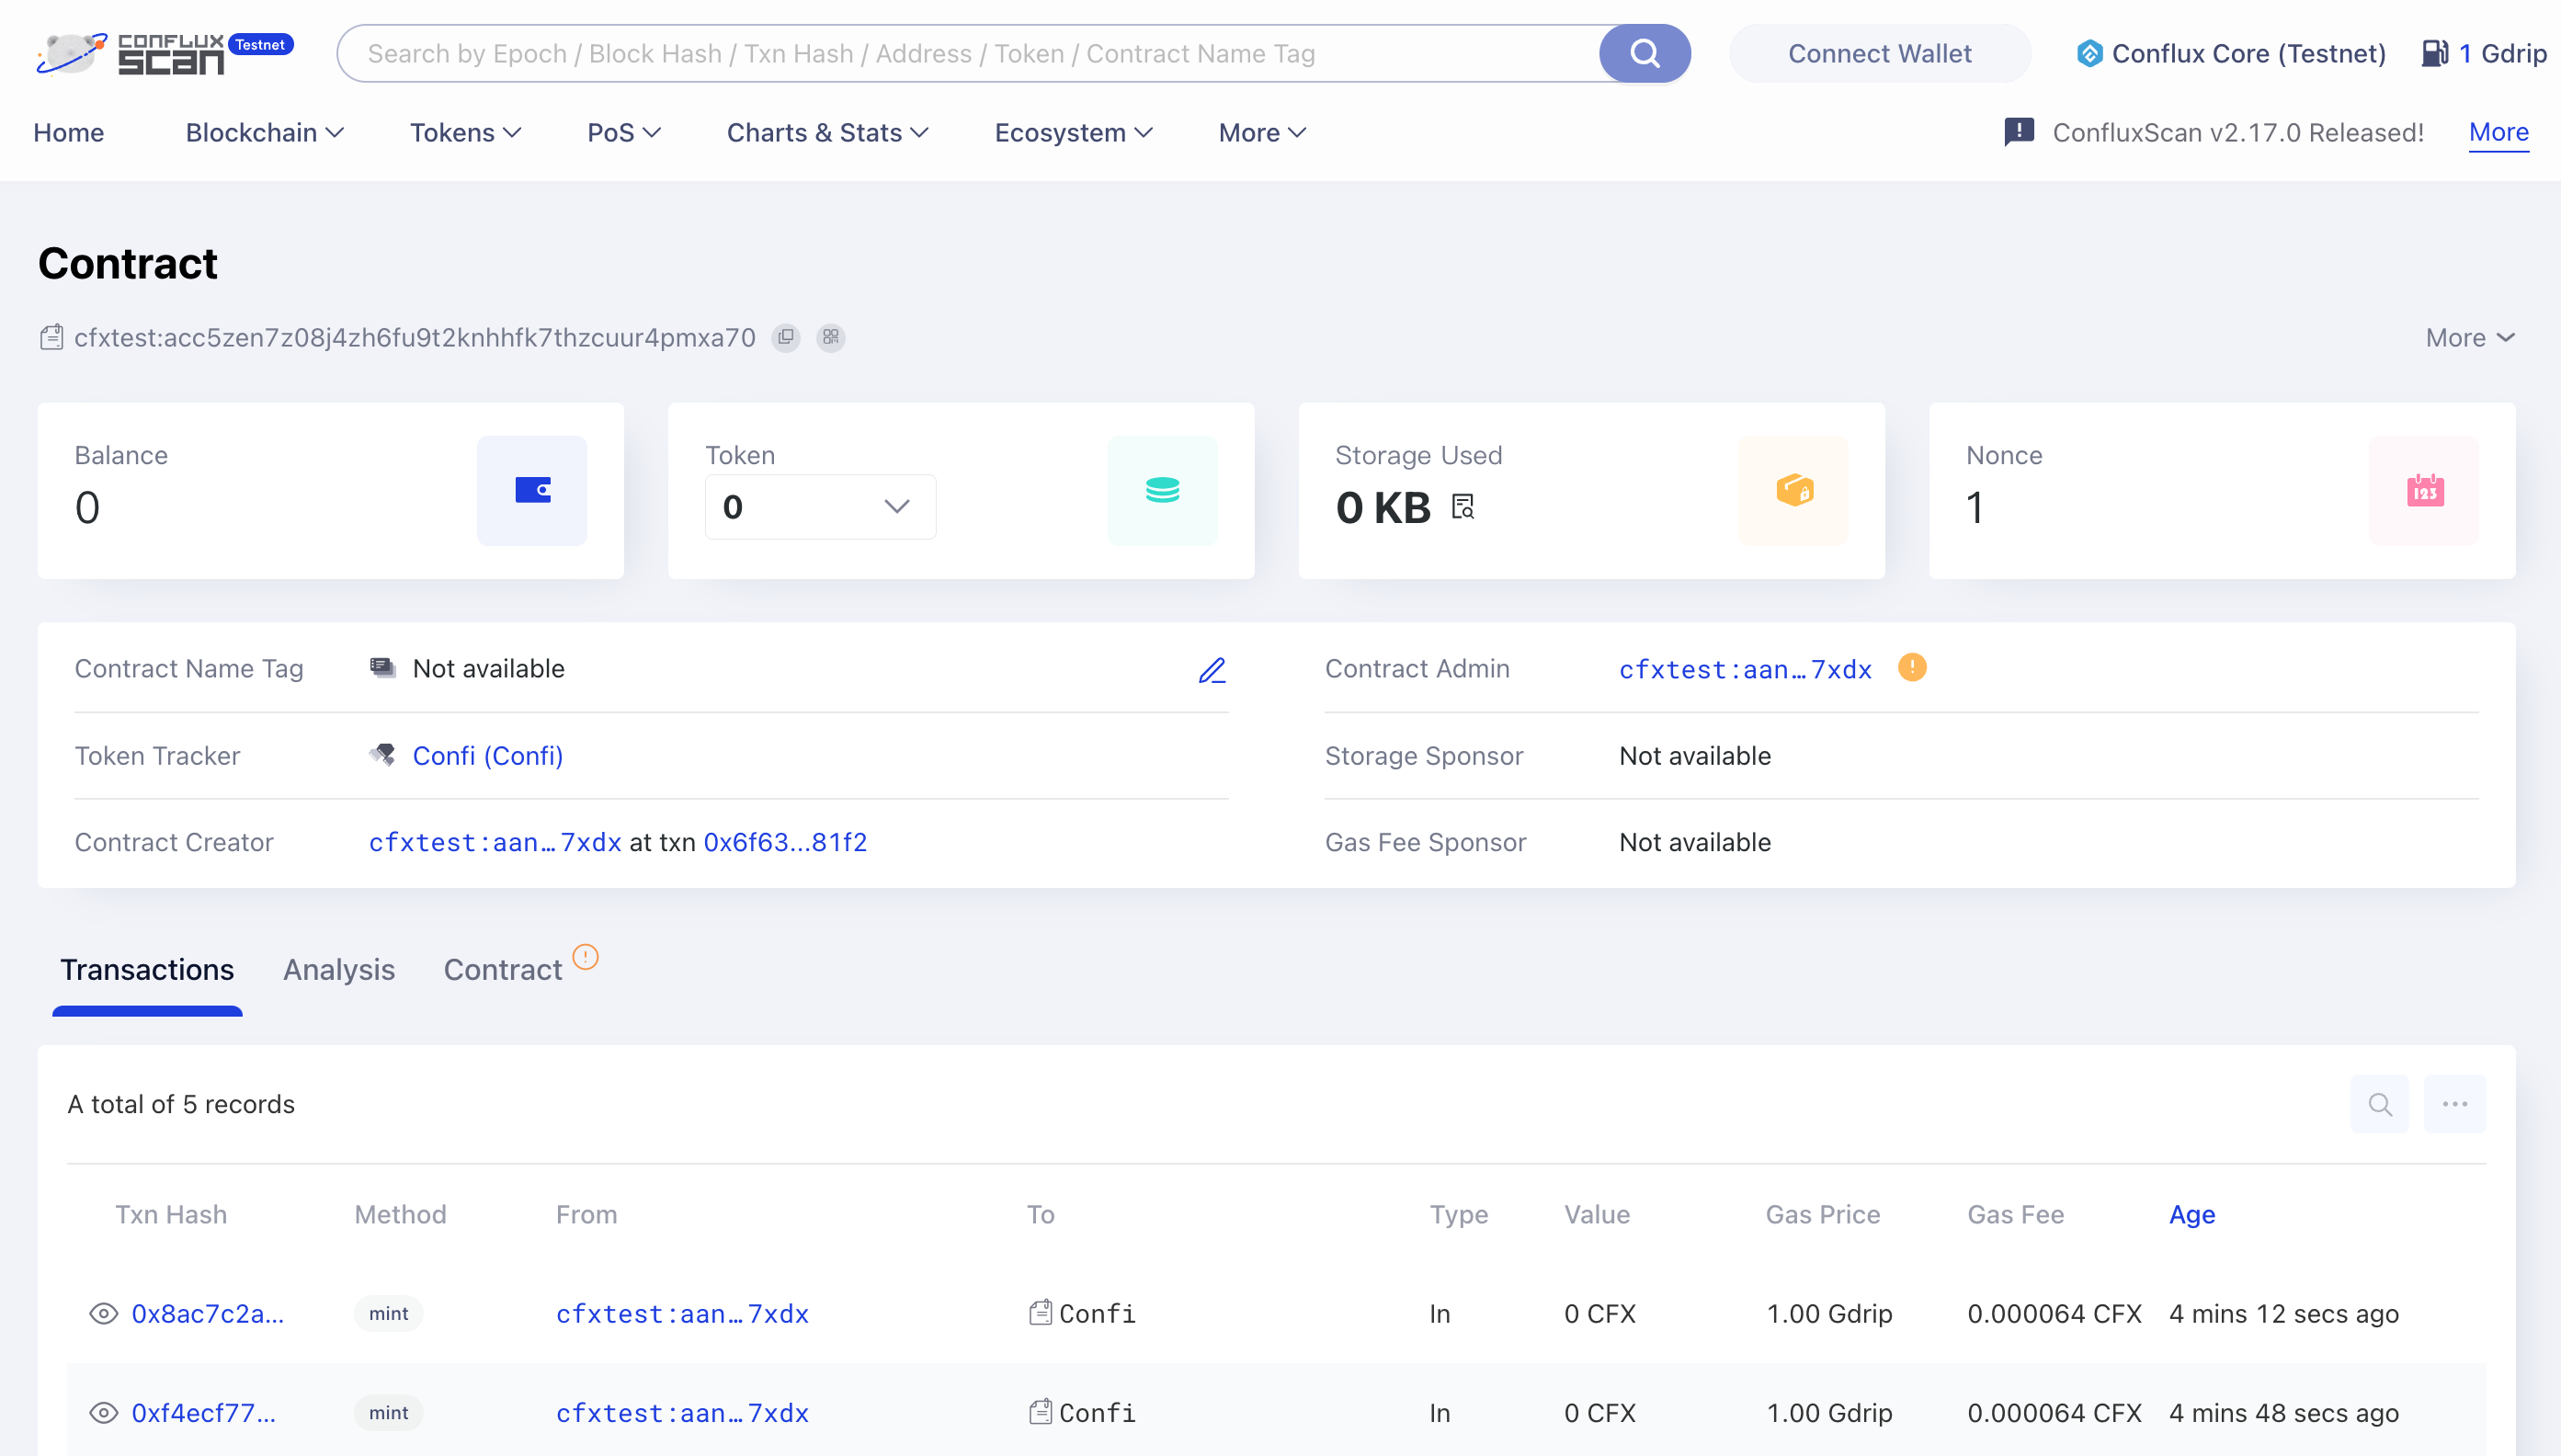 CONFLUX SCAN Testnet
Search by Epoch / Block Hash / Txn Hash / Address / Token / Contract Name Tag
Connect Wallet
Conflux Core (Testnet)
1 Gdrip
Home Blockchain Tokens PoS Charts & Stats Ecosystem More
ConfluxScan v2.17.0 Released! More
Contract
cfxtest:acc5zen7z08j4zh6fu9t2knhhfk7thzcuur4pmxa70
More
Balance
0
Token
0
Storage Used
0 KB
Nonce
1
123
Contract Name Tag Not available
Contract Admin cfxtest:aan…7xdx
Token Tracker Confi (Confi)
Storage Sponsor Not available
Contract Creator cfxtest:aan…7xdx at txn 0x6f63...81f2
Gas Fee Sponsor Not available
Transactions Analysis Contract
A total of 5 records
Txn Hash Method From To Type Value Gas Price Gas Fee Age
0x8ac7c2a... mint cfxtest:aan…7xdx Confi In 0 CFX 1.00 Gdrip 0.000064 CFX 4 mins 12 secs ago
0xf4ecf77... mint cfxtest:aan…7xdx Confi In 0 CFX 1.00 Gdrip 0.000064 CFX 4 mins 48 secs ago